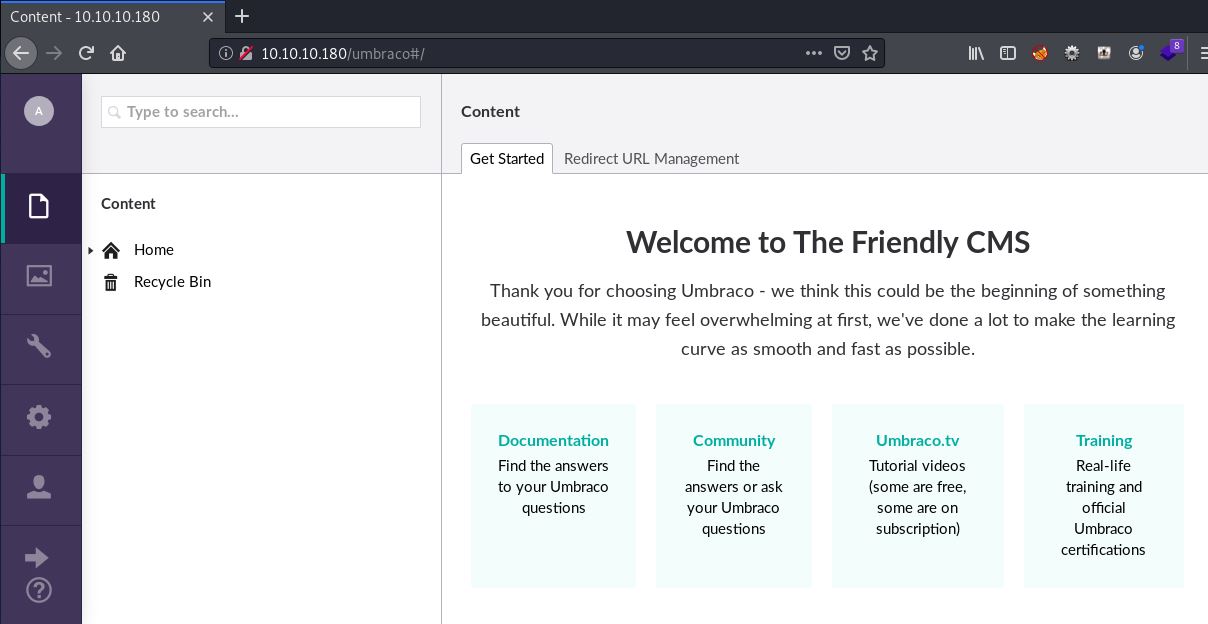 Content - 10.10.10.180
10.10.10.180/umbraco#/
8
A
Type to search...
Content
Get Started
Redirect URL Management
Content
Home
Recycle Bin
Welcome to The Friendly CMS
Thank you for choosing Umbraco - we think this could be the beginning of something
beautiful. While it may feel overwhelming at first, we've done a lot to make the learning
curve as smooth and fast as possible.
Documentation
Find the answers
to your Umbraco
questions
Community
Find the
answers or ask
your Umbraco
questions
Umbraco.tv
Tutorial videos
(some are free,
some are on
subscription)
Training
Real-life
training and
official
Umbraco
certifications